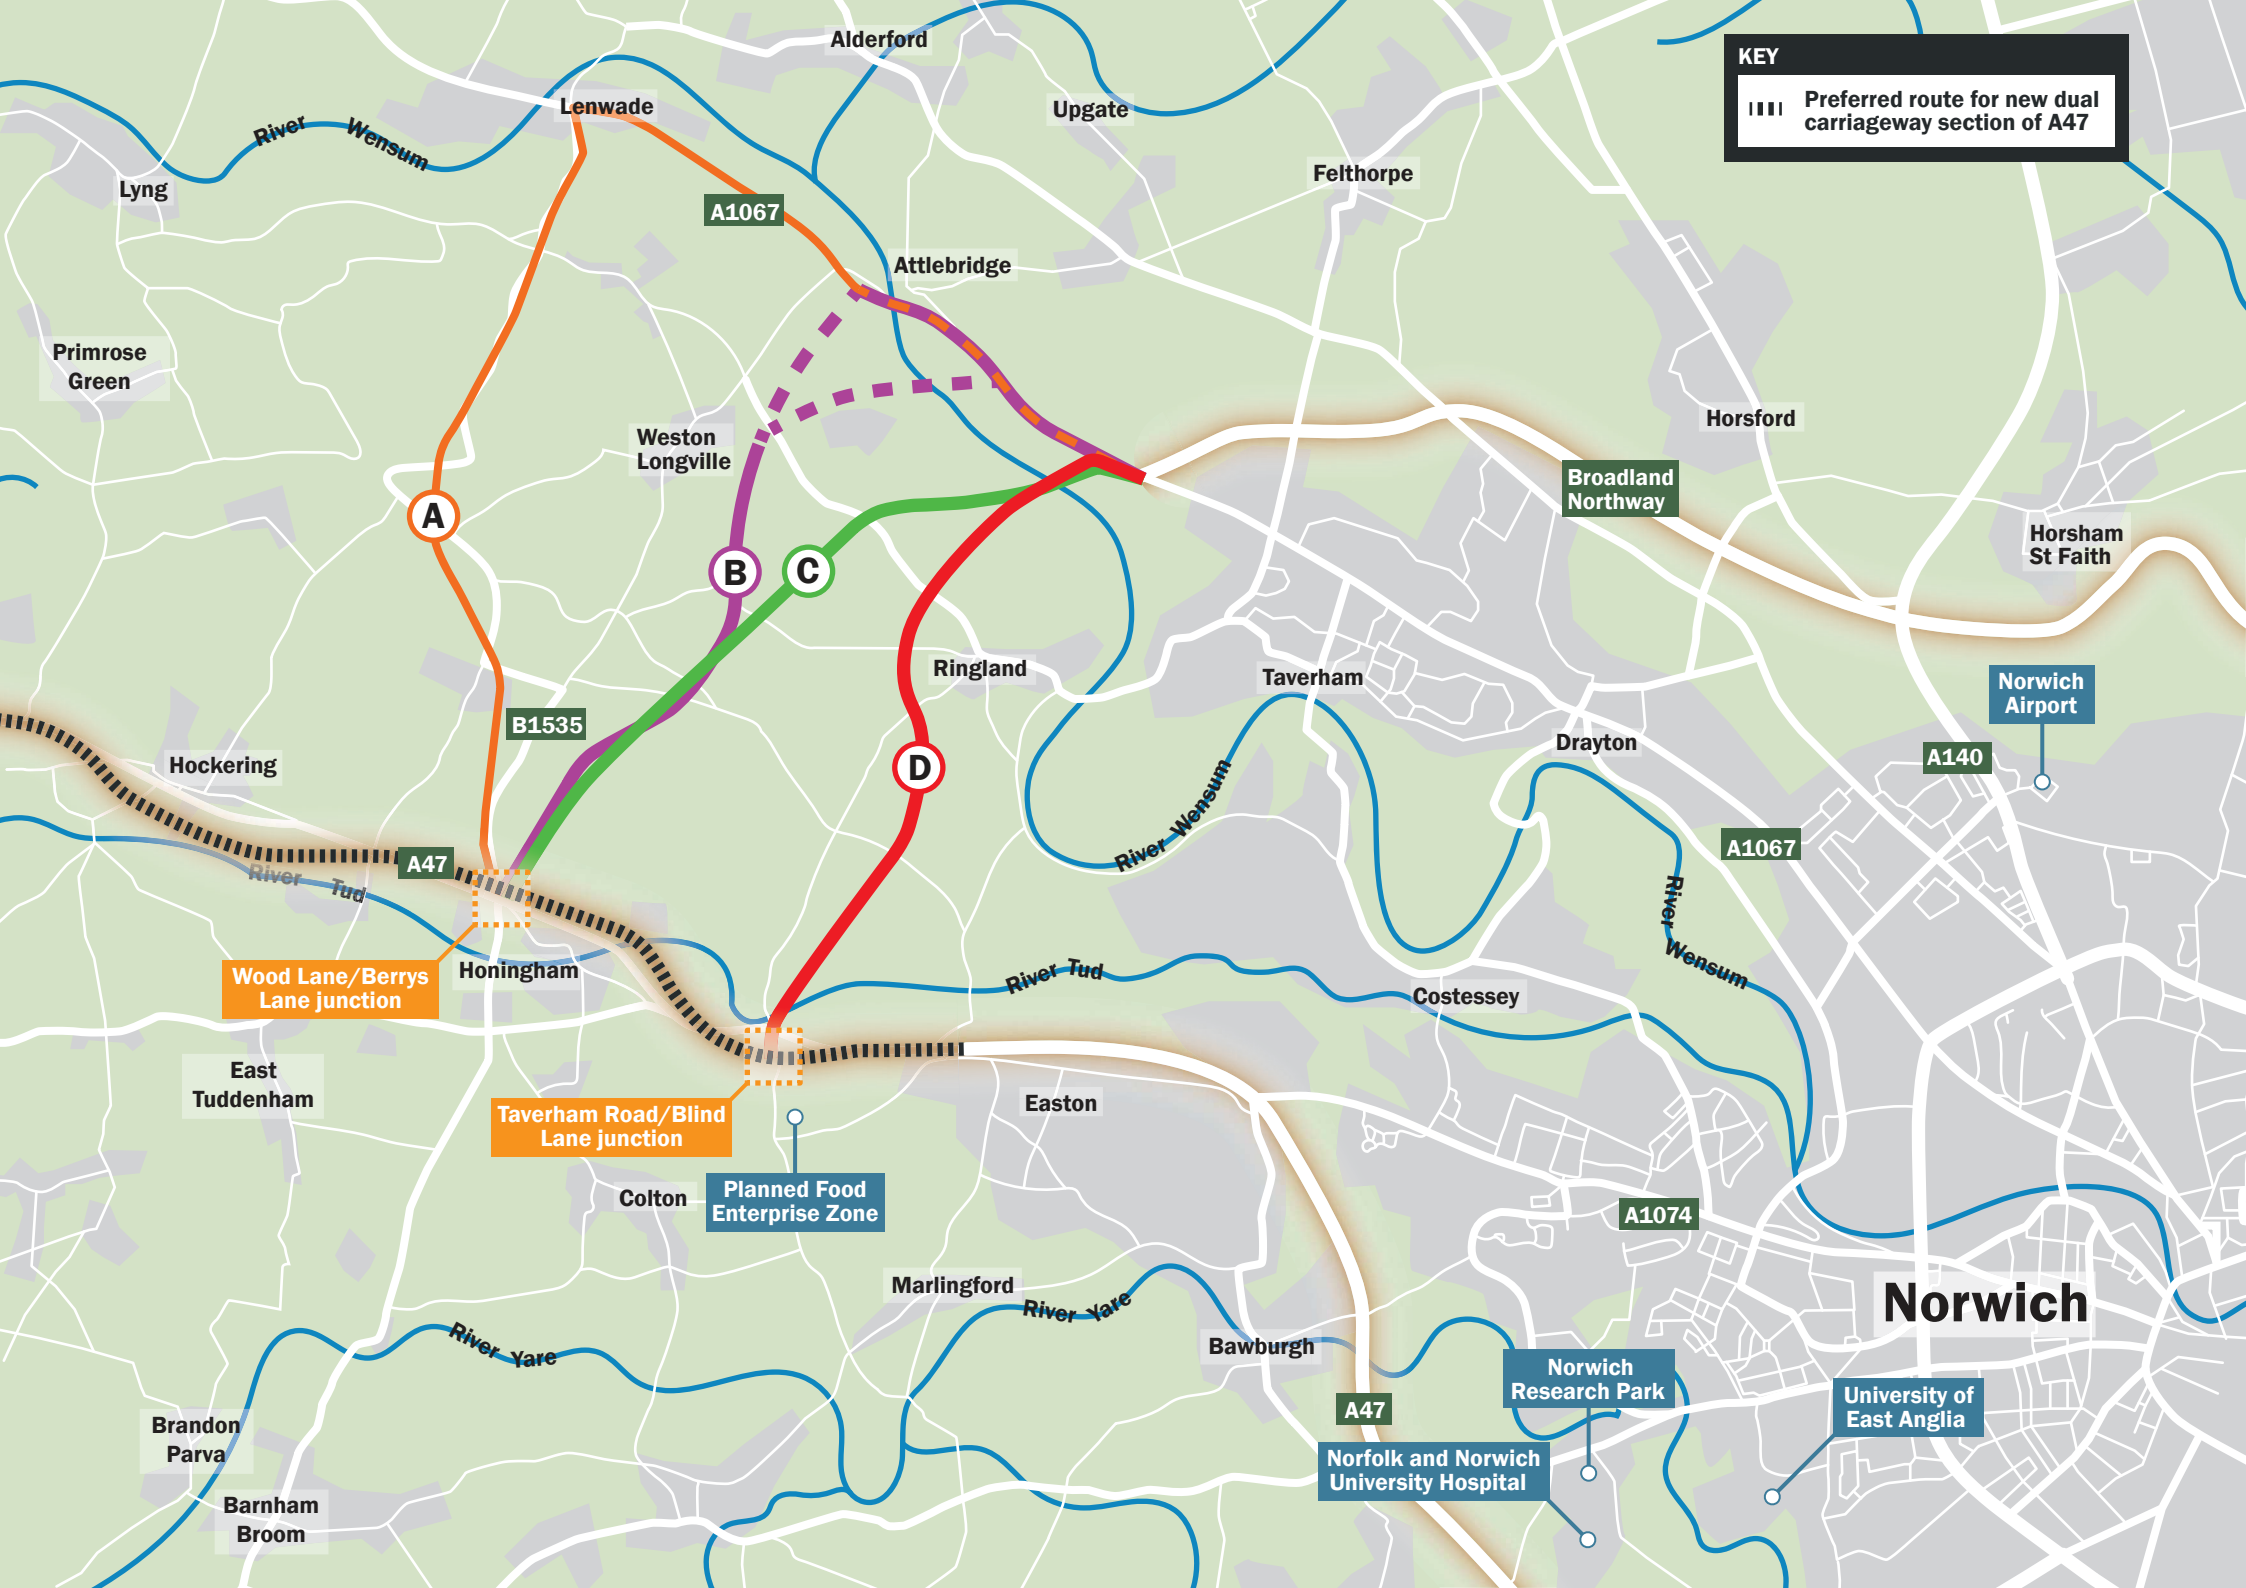 KEY
Preferred route for new dual
carriageway section of A47
Alderford
Lenwade
Upgate
River Wensum
Felthorpe
Lyng
A1067
Attlebridge
Primrose
Green
Horsford
Weston
Longville
Broadland
Northway
A
Horsham
St Faith
B
C
Ringland
Taverham
Norwich
Airport
B1535
Drayton
Hockering
D
A140
River Wensum
A1067
A47
River Tud
River Wensum
Wood Lane/Berrys
Lane junction
Honingham
River Tud
Costessey
East
Tuddenham
Taverham Road/Blind
Lane junction
Easton
Colton
Planned Food
Enterprise Zone
A1074
Marlingford
River Yare
Norwich
River Yare
Bawburgh
Norwich
Research Park
University of
East Anglia
A47
Brandon
Parva
Norfolk and Norwich
University Hospital
Barnham
Broom